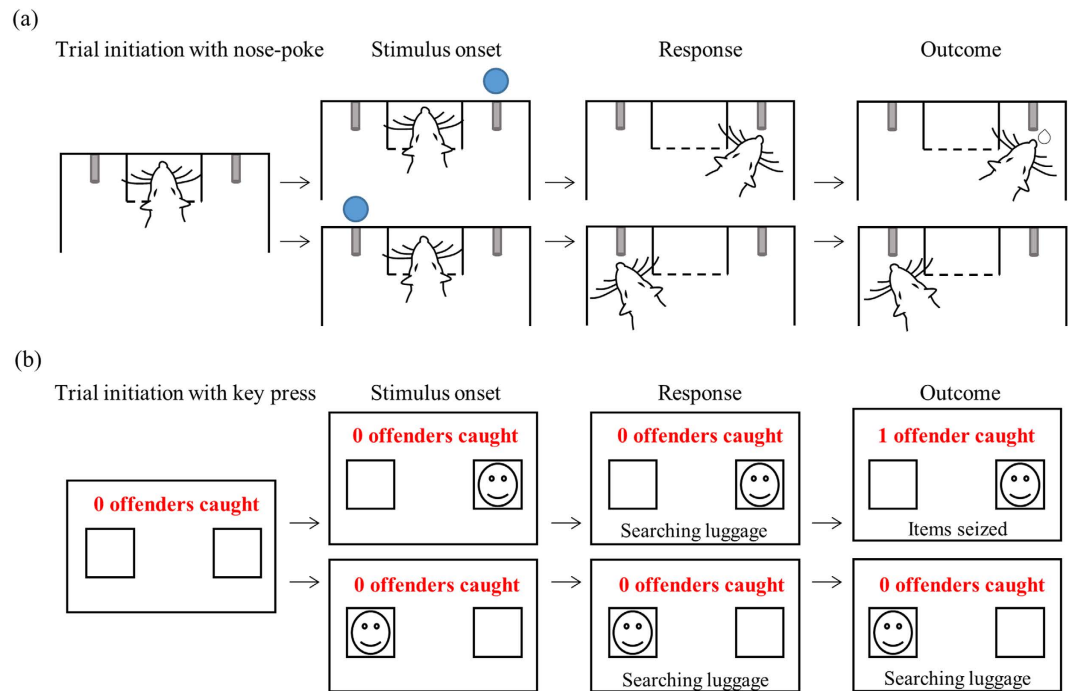 (a)
Trial initiation with nose-poke
Stimulus onset
Response
Outcome
(b)
Trial initiation with key press
Stimulus onset
Response
Outcome
0 offenders caught
0 offenders caught
0 offenders caught
Searching luggage
1 offender caught
Items seized
0 offenders caught
0 offenders caught
Searching luggage
0 offenders caught
Searching luggage